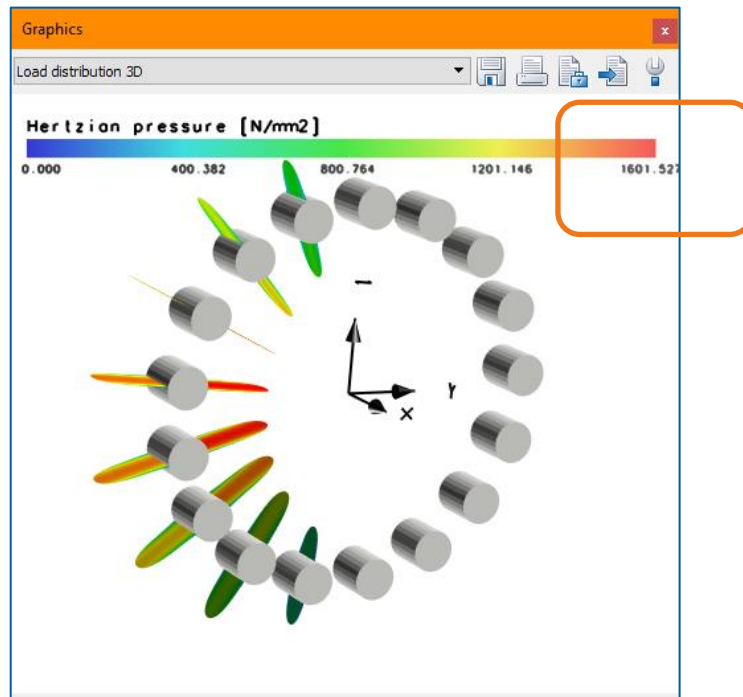 Graphics
x
Load distribution 3D
Hertzian pressure [N/mm2]
0.000 400.382 800.764 1201.146 1601.527
Y
X